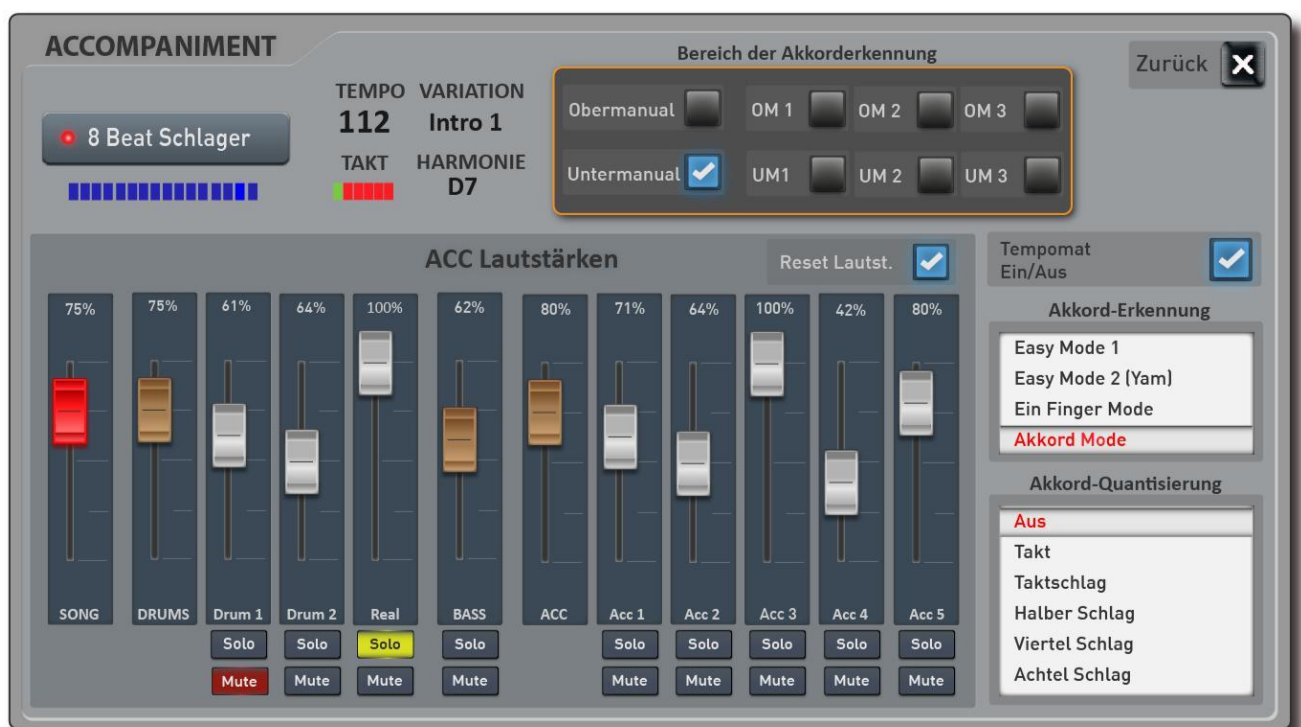 ACCOMPANIMENT
Bereich der Akkorderkennung
Zurück
TEMPO VARIATION
112 Intro 1
8 Beat Schlager
TAKT HARMONIE
D7
Obermanual OM 1 OM 2 OM 3
Untermanual UM1 UM 2 UM 3
ACC Lautstärken
Reset Lautst.
Tempomat
Ein/Aus
75% 75% 61% 64% 100% 62% 80% 71% 64% 100% 42% 80%
SONG DRUMS Drum 1 Drum 2 Real BASS ACC Acc 1 Acc 2 Acc 3 Acc 4 Acc 5
Solo Solo Solo Solo Solo Solo Solo Solo Solo
Mute Mute Mute Mute Mute Mute Mute Mute Mute
Akkord-Erkennung
Easy Mode 1
Easy Mode 2 (Yam)
Ein Finger Mode
Akkord Mode
Akkord-Quantisierung
Aus
Takt
Taktschlag
Halber Schlag
Viertel Schlag
Achtel Schlag